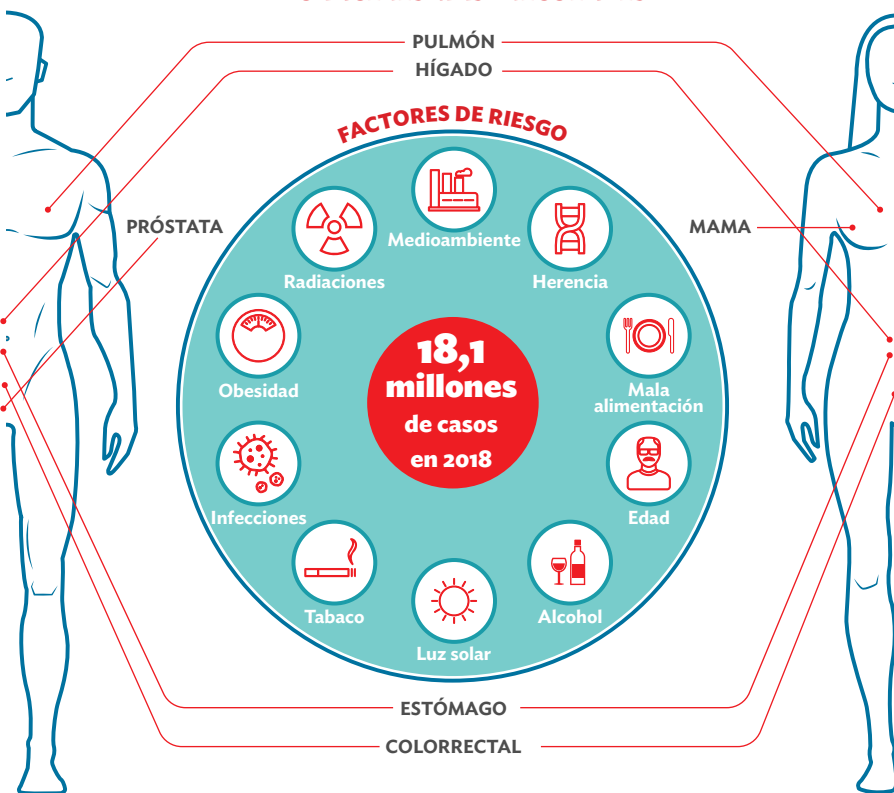 PULMÓN
HÍGADO
FACTORES DE RIESGO
PRÓSTATA
MAMA
Medioambiente
Radiaciones
Herencia
Obesidad
Mala
alimentación
18,1
millones
de casos
en 2018
Infecciones
Edad
Tabaco
Alcohol
Luz solar
ESTÓMAGO
COLORRECTAL